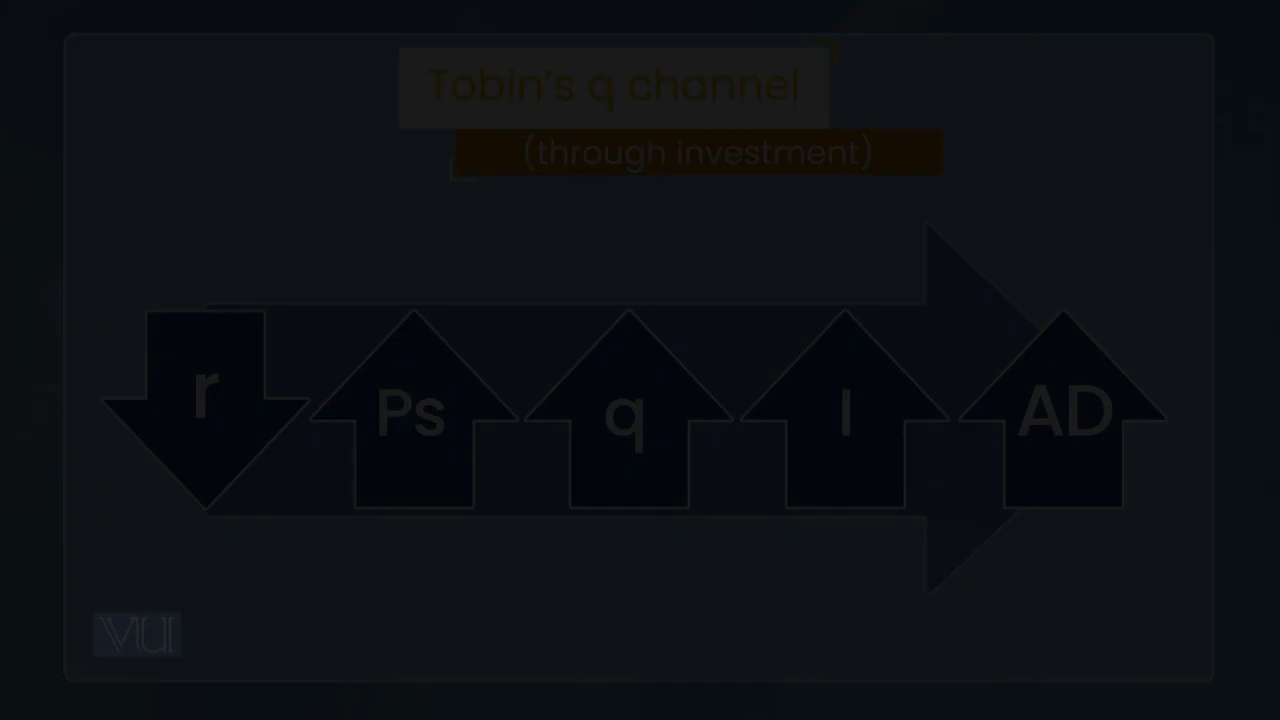 Tobin's q channel
(through investment)
r Ps q I AD
VU